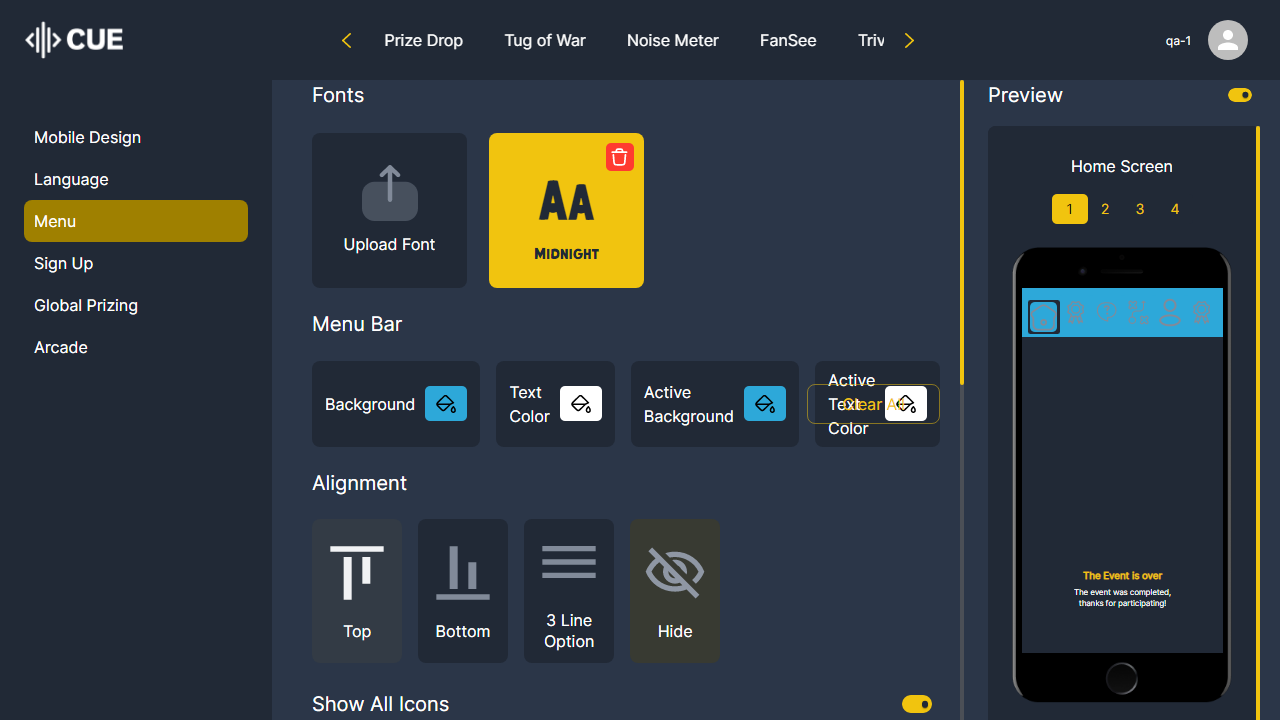 CUE
Prize Drop
Tug of War
Noise Meter
FanSee
Triv
qa-1
Mobile Design
Language
Menu
Sign Up
Global Prizing
Arcade
Fonts
Upload Font
AA
MIDNIGHT
Menu Bar
Background
Text
Color
Active
Background
Active
Text
Color
Clear All
Alignment
Top
Bottom
3 Line
Option
Hide
Show All Icons
Preview
Home Screen
1
2
3
4
The Event is over
The event was completed,
thanks for participating!